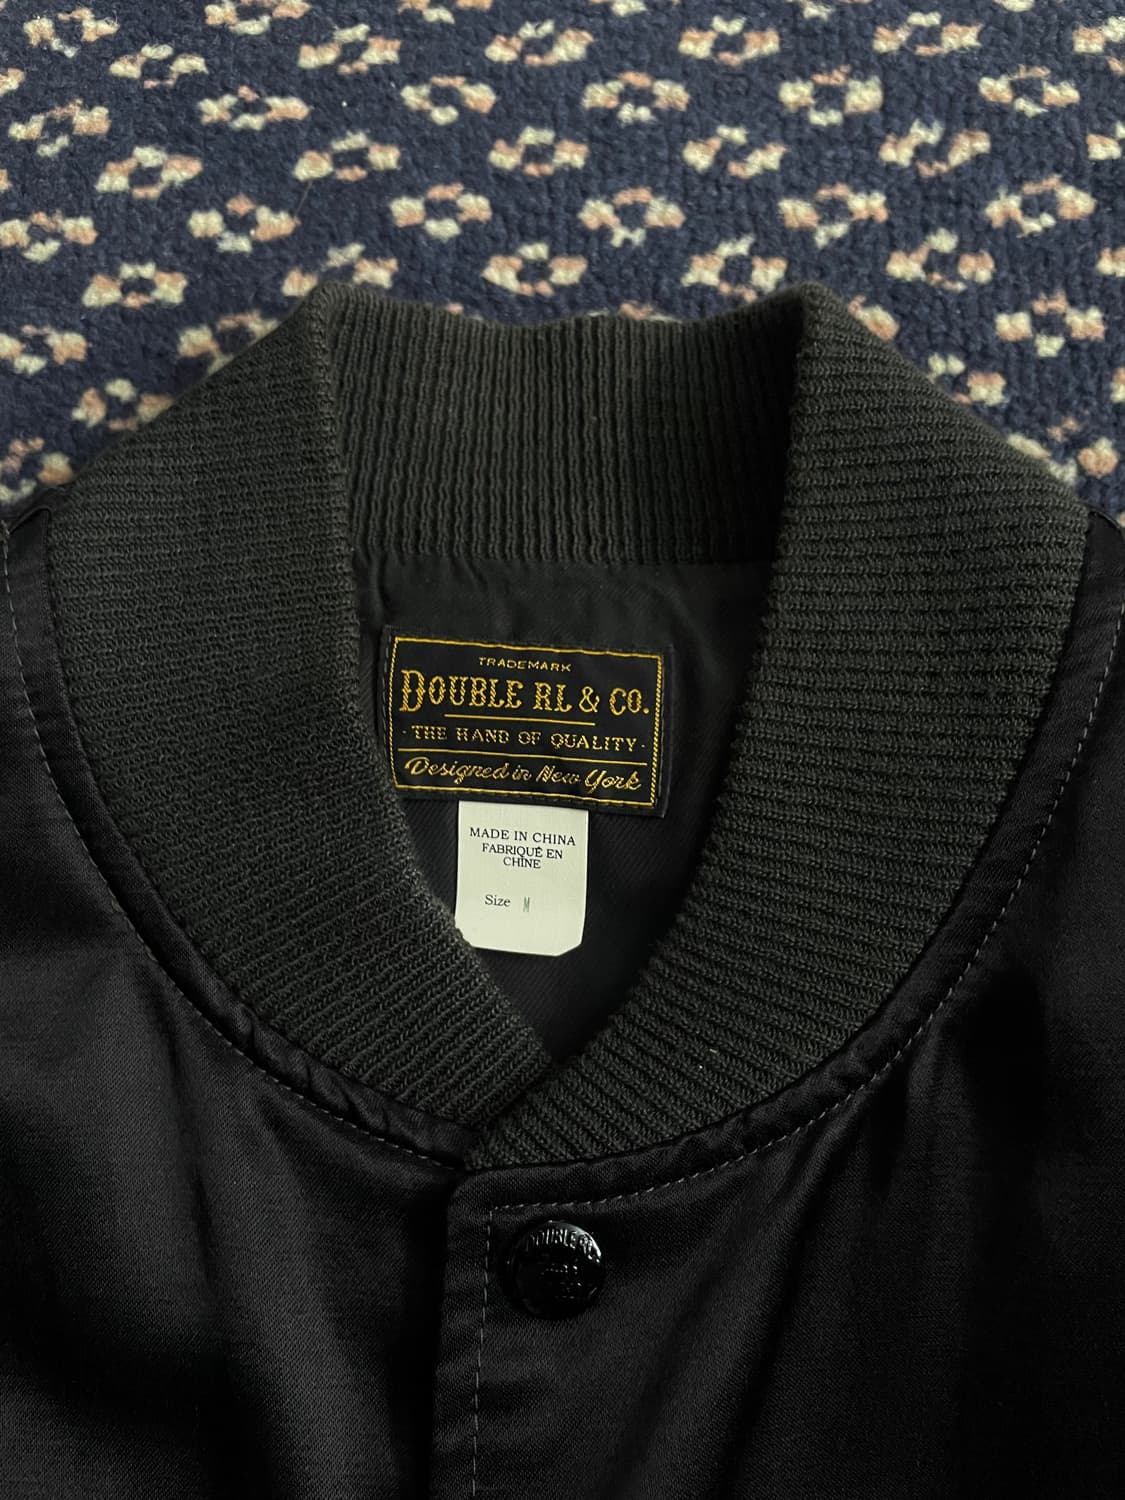 TRADEMARK
DOUBLE RL & CO.
· THE HAND OF QUALITY ·
Designed in New York
MADE IN CHINA
FABRIQUÉ EN
CHINE
Size M
DOUBLE RL